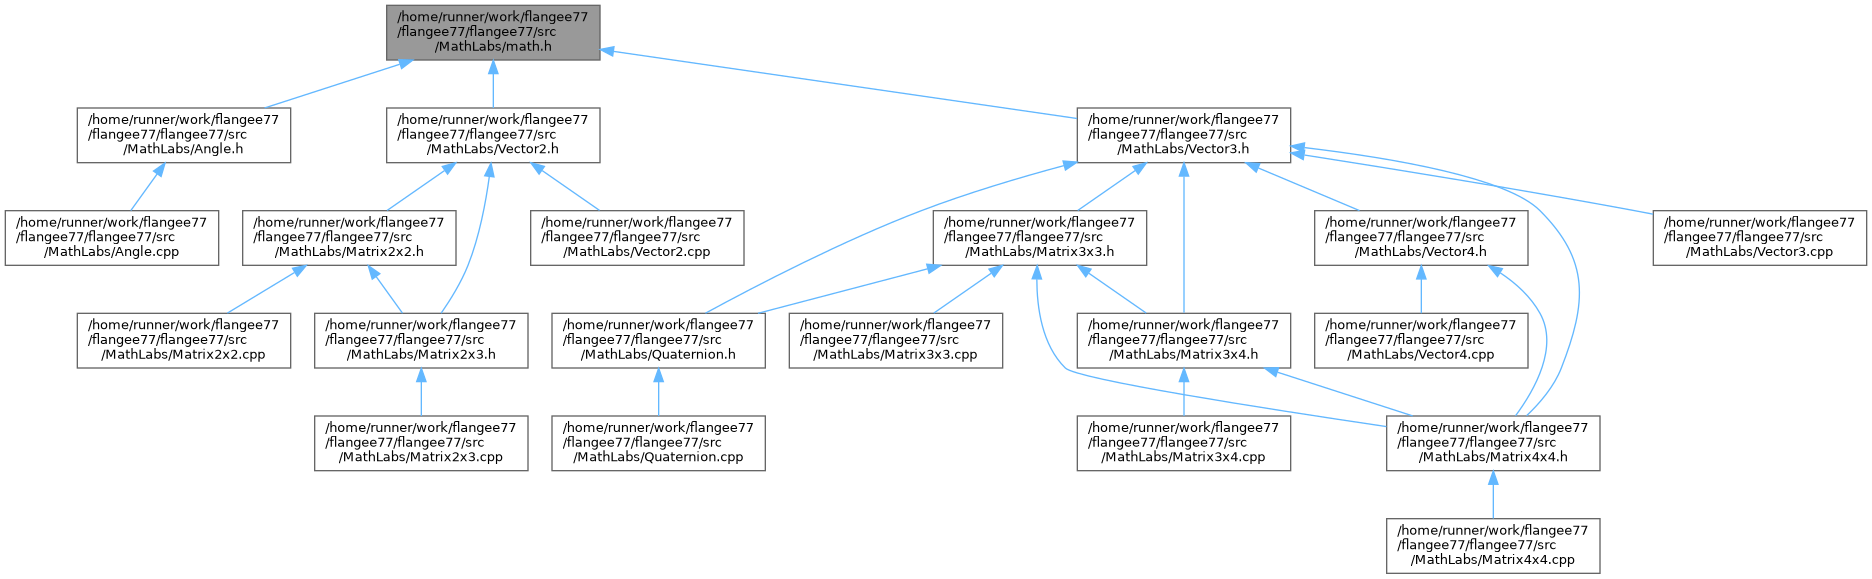 /home/runner/work/flangee77
/flangee77/flangee77/src
/MathLabs/math.h
/home/runner/work/flangee77
/flangee77/flangee77/src
/MathLabs/Angle.h
/home/runner/work/flangee77
/flangee77/flangee77/src
/MathLabs/Vector2.h
/home/runner/work/flangee77
/flangee77/flangee77/src
/MathLabs/Vector3.h
/home/runner/work/flangee77
/flangee77/flangee77/src
/MathLabs/Angle.cpp
/home/runner/work/flangee77
/flangee77/flangee77/src
/MathLabs/Matrix2x2.h
/home/runner/work/flangee77
/flangee77/flangee77/src
/MathLabs/Vector2.cpp
/home/runner/work/flangee77
/flangee77/flangee77/src
/MathLabs/Matrix3x3.h
/home/runner/work/flangee77
/flangee77/flangee77/src
/MathLabs/Vector4.h
/home/runner/work/flangee77
/flangee77/flangee77/src
/MathLabs/Vector3.cpp
/home/runner/work/flangee77
/flangee77/flangee77/src
/MathLabs/Matrix2x2.cpp
/home/runner/work/flangee77
/flangee77/flangee77/src
/MathLabs/Matrix2x3.h
/home/runner/work/flangee77
/flangee77/flangee77/src
/MathLabs/Quaternion.h
/home/runner/work/flangee77
/flangee77/flangee77/src
/MathLabs/Matrix3x3.cpp
/home/runner/work/flangee77
/flangee77/flangee77/src
/MathLabs/Matrix3x4.h
/home/runner/work/flangee77
/flangee77/flangee77/src
/MathLabs/Vector4.cpp
/home/runner/work/flangee77
/flangee77/flangee77/src
/MathLabs/Matrix2x3.cpp
/home/runner/work/flangee77
/flangee77/flangee77/src
/MathLabs/Quaternion.cpp
/home/runner/work/flangee77
/flangee77/flangee77/src
/MathLabs/Matrix3x4.cpp
/home/runner/work/flangee77
/flangee77/flangee77/src
/MathLabs/Matrix4x4.h
/home/runner/work/flangee77
/flangee77/flangee77/src
/MathLabs/Matrix4x4.cpp